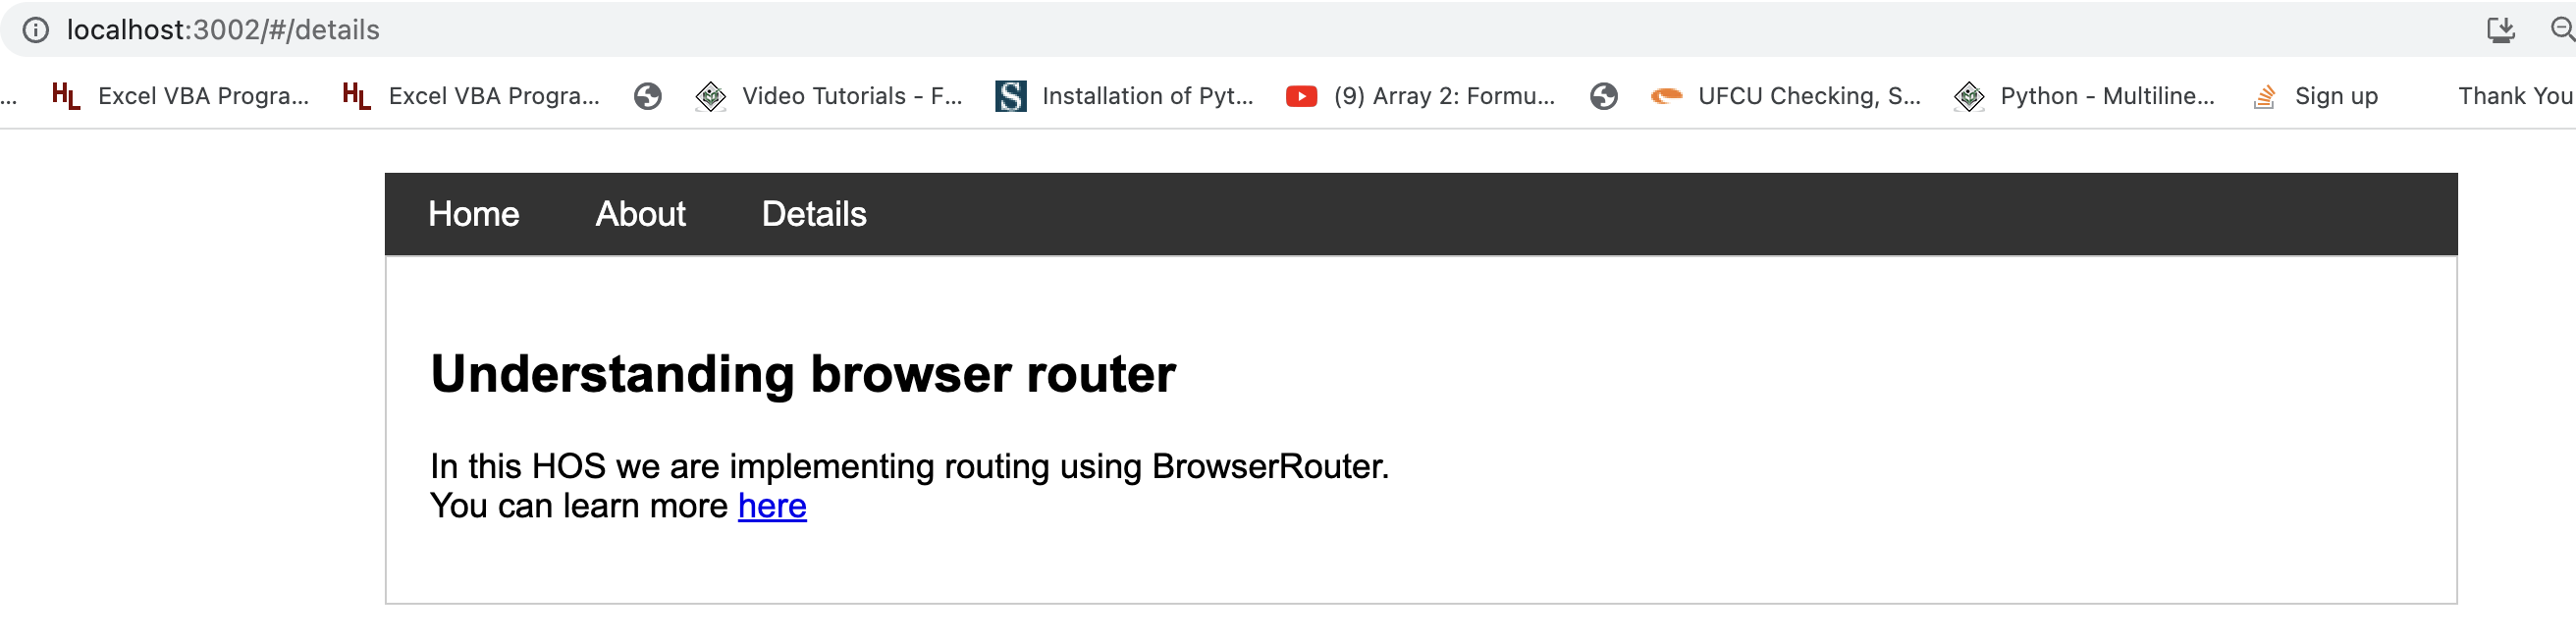 localhost:3002/#/details
... HL Excel VBA Progra... HL Excel VBA Progra... Video Tutorials - F... S Installation of Pyt... (9) Array 2: Formu... UFCU Checking, S... Python - Multiline... Sign up Thank You
Home About Details
Understanding browser router
In this HOS we are implementing routing using BrowserRouter.
You can learn more here